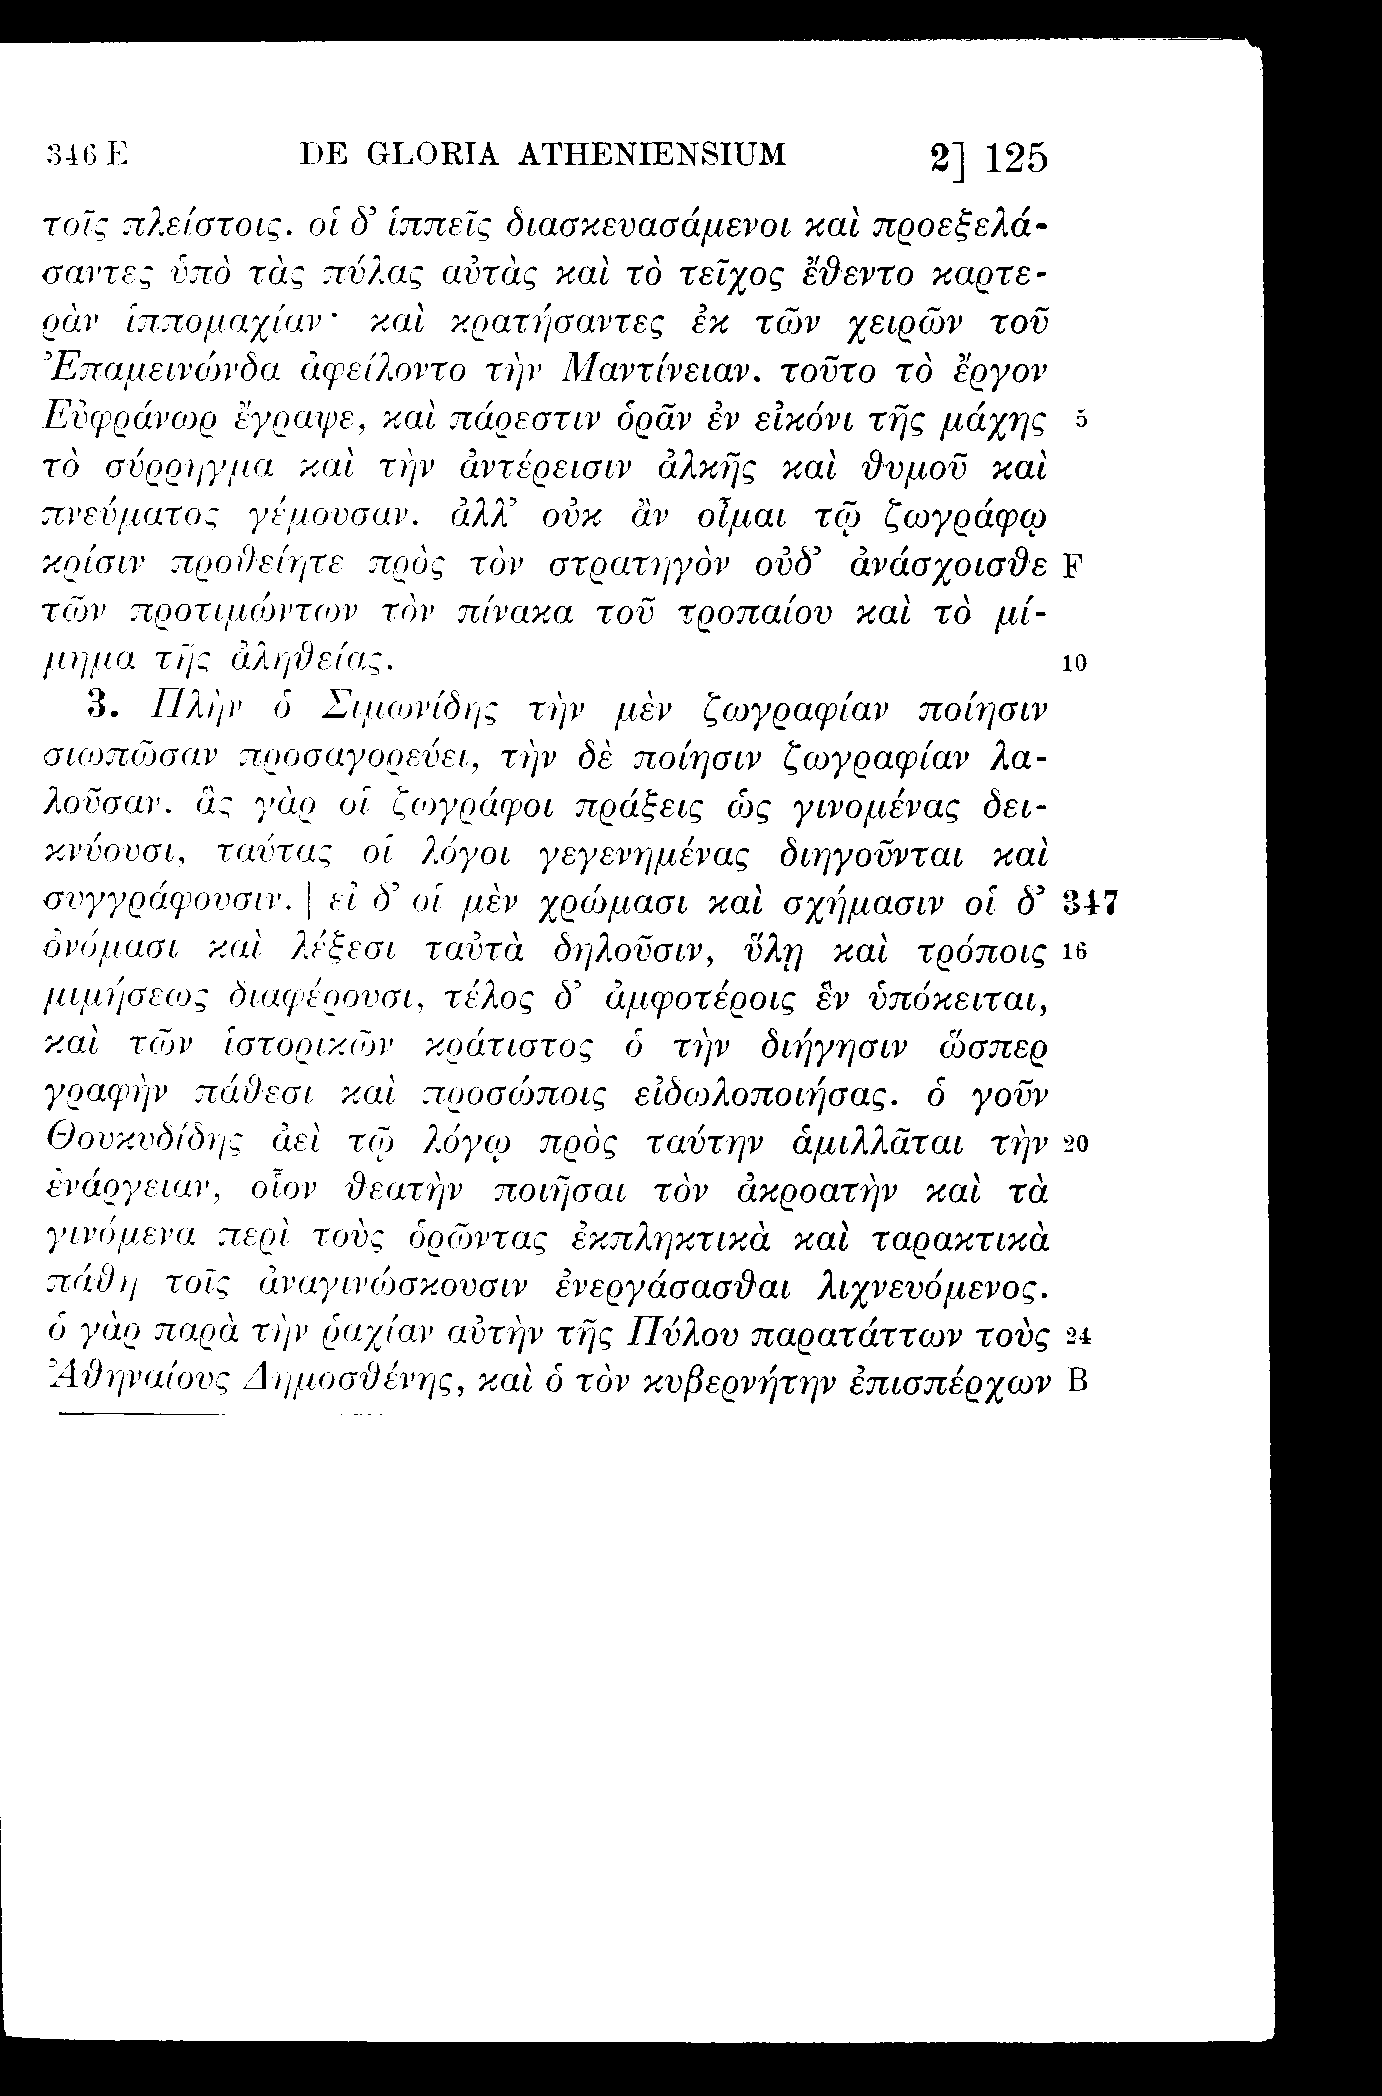 346 E DE GLORIA ATHENIENSIUM 2] 125
τοῖς πλείστοις. οἱ δ’ ἱππεῖς διασκευασάμενοι καὶ προεξελά-
σαντες ὑπὸ τὰς πύλας αὐτὰς καὶ τὸ τεῖχος ἔθεντο καρτε-
ρὰν ἱππομαχίαν· καὶ κρατήσαντες ἐκ τῶν χειρῶν τοῦ
Ἐπαμεινώνδα ἀφείλοντο τὴν Μαντίνειαν. τοῦτο τὸ ἔργον
Εὐφράνωρ ἔγραψε, καὶ πάρεστιν ὁρᾶν ἐν εἰκόνι τῆς μάχης 5
τὸ σύρρηγμα καὶ τὴν ἀντέρεισιν ἀλκῆς καὶ θυμοῦ καὶ
πνεύματος γέμουσαν. ἀλλ’ οὐκ ἂν οἶμαι τῷ ζωγράφῳ
κρίσιν προθείητε πρὸς τὸν στρατηγὸν οὐδ’ ἀνάσχοισθε F
τῶν προτιμώντων τὸν πίνακα τοῦ τροπαίου καὶ τὸ μί-
μημα τῆς ἀληθείας. 10
3. Πλὴν ὁ Σιμωνίδης τὴν μὲν ζωγραφίαν ποίησιν
σιωπῶσαν προσαγορεύει, τὴν δὲ ποίησιν ζωγραφίαν λα-
λοῦσαν. ἃς γὰρ οἱ ζωγράφοι πράξεις ὡς γινομένας δει-
κνύουσι, ταύτας οἱ λόγοι γεγενημένας διηγοῦνται καὶ
συγγράφουσιν. | εἰ δ’ οἱ μὲν χρώμασι καὶ σχήμασιν οἱ δ’ 347
ὀνόμασι καὶ λέξεσι ταὐτὰ δηλοῦσιν, ὕλῃ καὶ τρόποις 16
μιμήσεως διαφέρουσι, τέλος δ’ ἀμφοτέροις ἓν ὑπόκειται,
καὶ τῶν ἱστορικῶν κράτιστος ὁ τὴν διήγησιν ὥσπερ
γραφὴν πάθεσι καὶ προσώποις εἰδωλοποιήσας. ὁ γοῦν
Θουκυδίδης ἀεὶ τῷ λόγῳ πρὸς ταύτην ἁμιλλᾶται τὴν 20
ἐνάργειαν, οἷον θεατὴν ποιῆσαι τὸν ἀκροατὴν καὶ τὰ
γινόμενα περὶ τοὺς ὁρῶντας ἐκπληκτικὰ καὶ ταρακτικὰ
πάθη τοῖς ἀναγινώσκουσιν ἐνεργάσασθαι λιχνευόμενος.
ὁ γὰρ παρὰ τὴν ῥαχίαν αὐτὴν τῆς Πύλου παρατάττων τοὺς 24
Ἀθηναίους Δημοσθένης, καὶ ὁ τὸν κυβερνήτην ἐπισπέρχων B